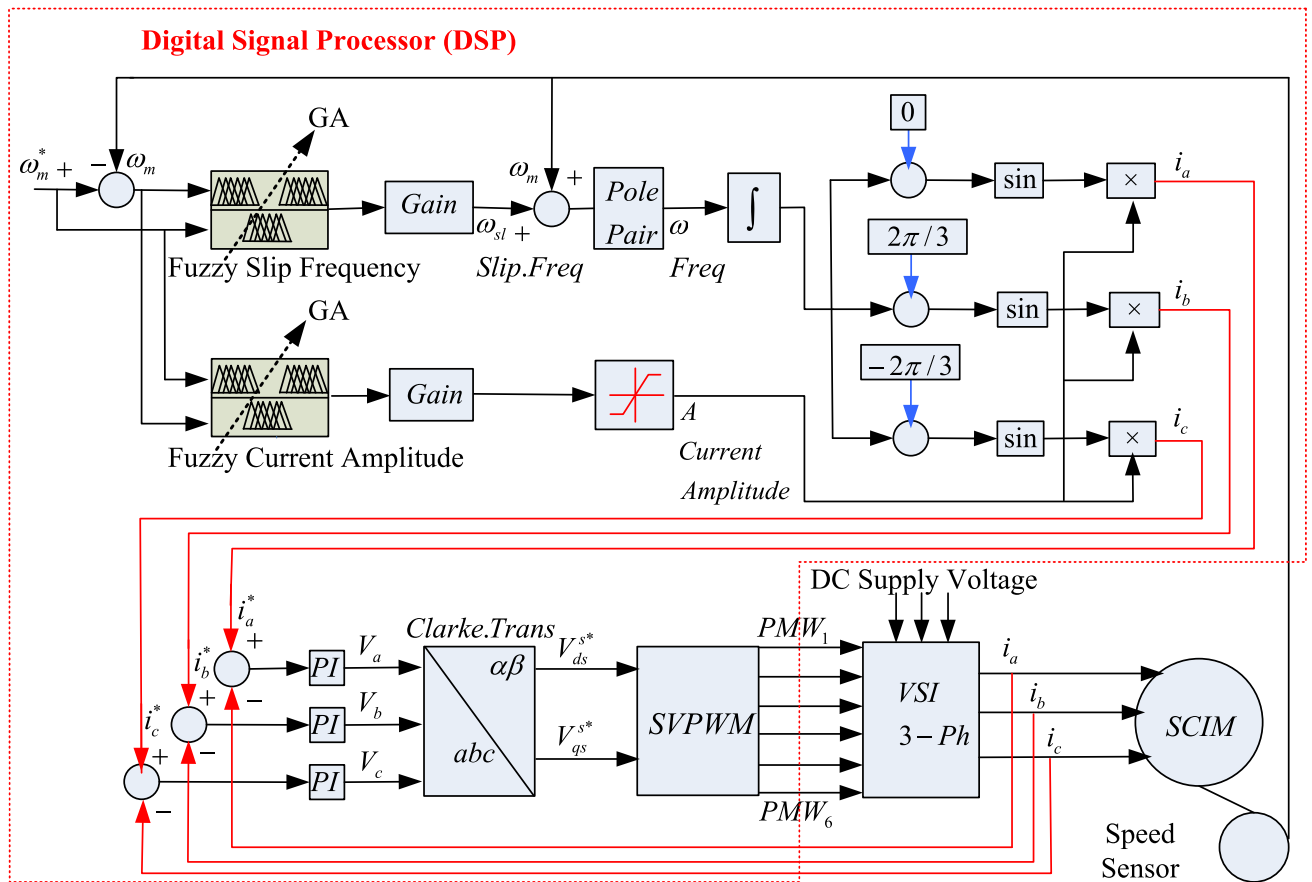 Digital Signal Processor (DSP)
ω*m + − ωm
GA
Gain
ωsl +
ωm +
Pole
Pair
ω
∫
Fuzzy Slip Frequency
Slip.Freq
Freq
0
sin
×
ia
2π/3
sin
×
ib
−2π/3
sin
×
ic
GA
Gain
A
Current
Amplitude
Fuzzy Current Amplitude
DC Supply Voltage
i*a + −
i*b + −
i*c + −
PI
PI
PI
Va
Vb
Vc
Clarke.Trans
αβ
abc
V^s*ds
V^s*qs
SVPWM
PMW1
PMW6
VSI
3−Ph
ia
ib
ic
SCIM
Speed
Sensor